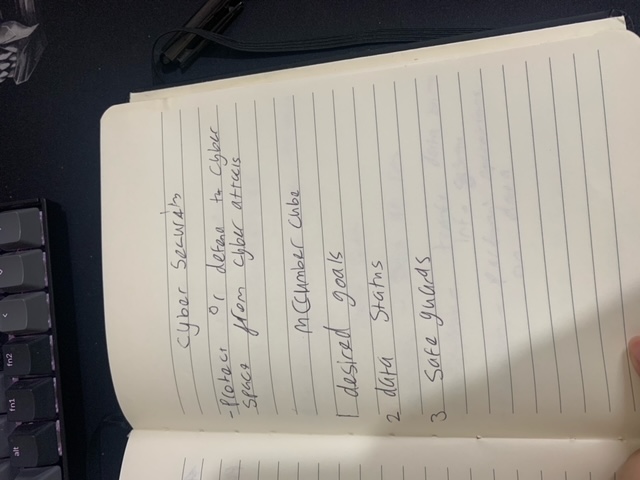 alt fn1 fn2 <
Cyber Security
- Protect or defend to Cyber
Space from Cyber attacks
MCCumber Cube
1 desired goals
2 data Status
3 Safe guards